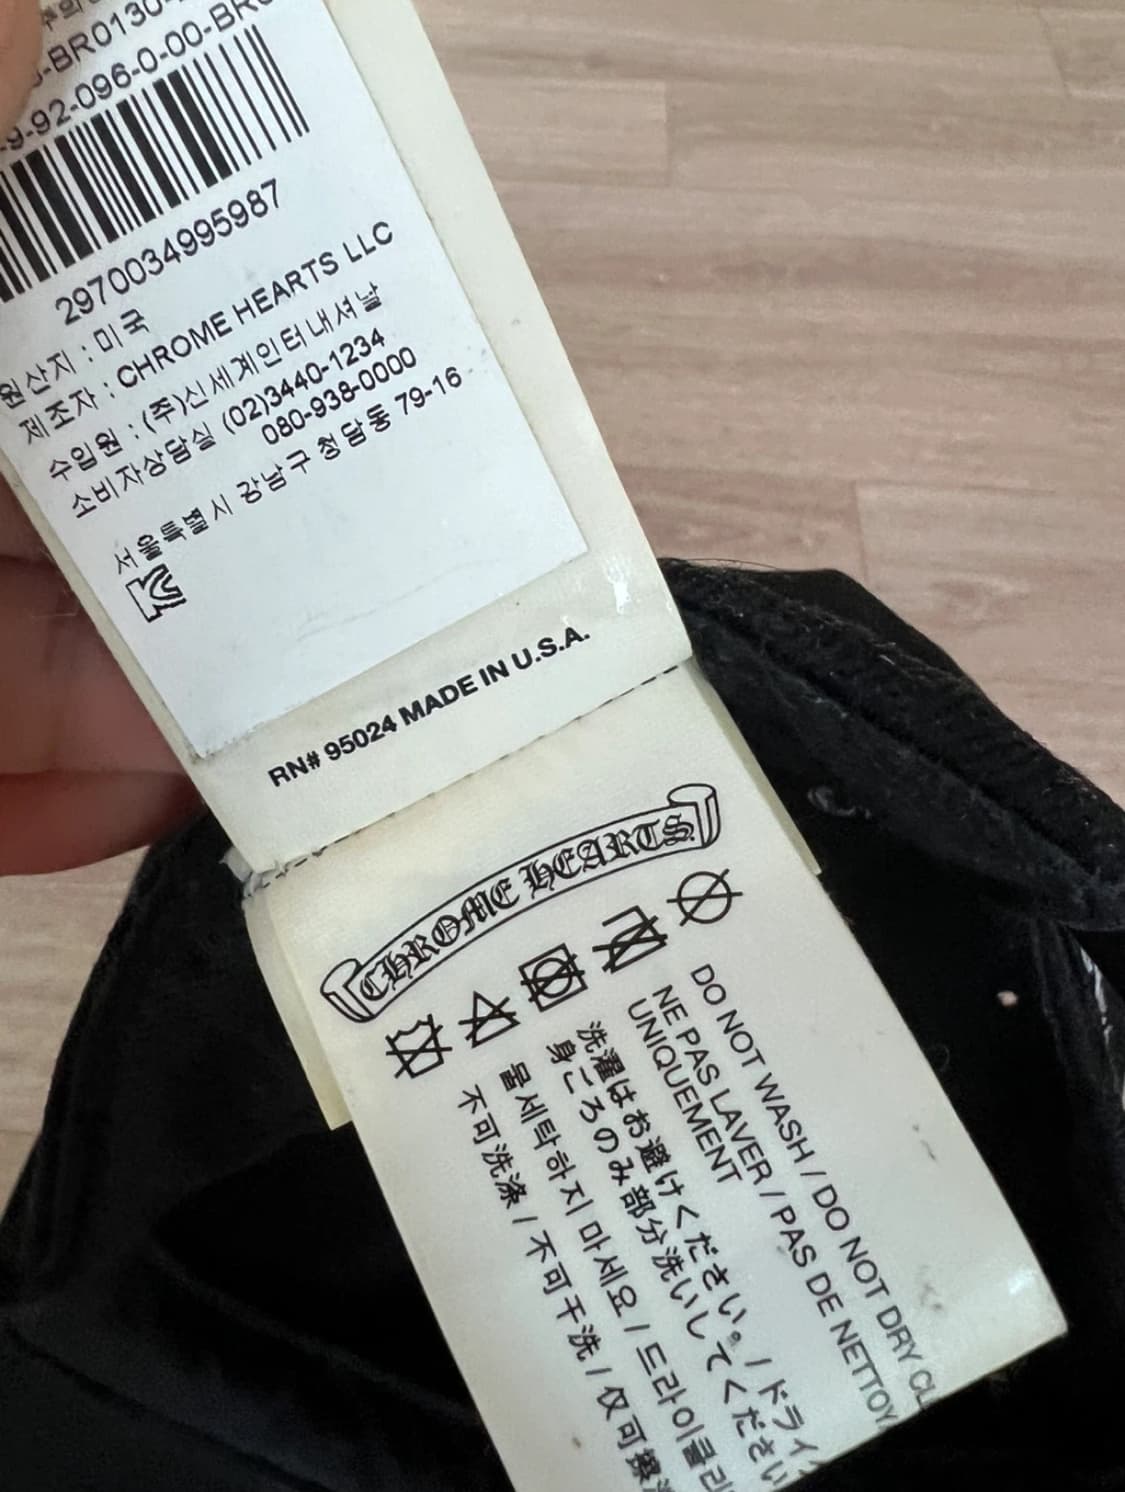 -BR0130-
-9-92-096-0-00-BR0
2970034995987
원산지 : 미국
제조자 : CHROME HEARTS LLC
수입원 : (주)신세계인터내셔날
소비자상담실 (02)3440-1234
080-938-0000
서울특별시 강남구 청담동 79-16
RN# 95024 MADE IN U.S.A.
CHROME HEARTS
DO NOT WASH / DO NOT DRY
NE PAS LAVER / PAS DE NETTOY
UNIQUEMENT
洗濯はお避けください。/ ドライ
身ごろのみ部分洗いしてください
물세탁하지 마세요 / 드라이클리
不可洗涤 / 不可干洗 / 仅可擦